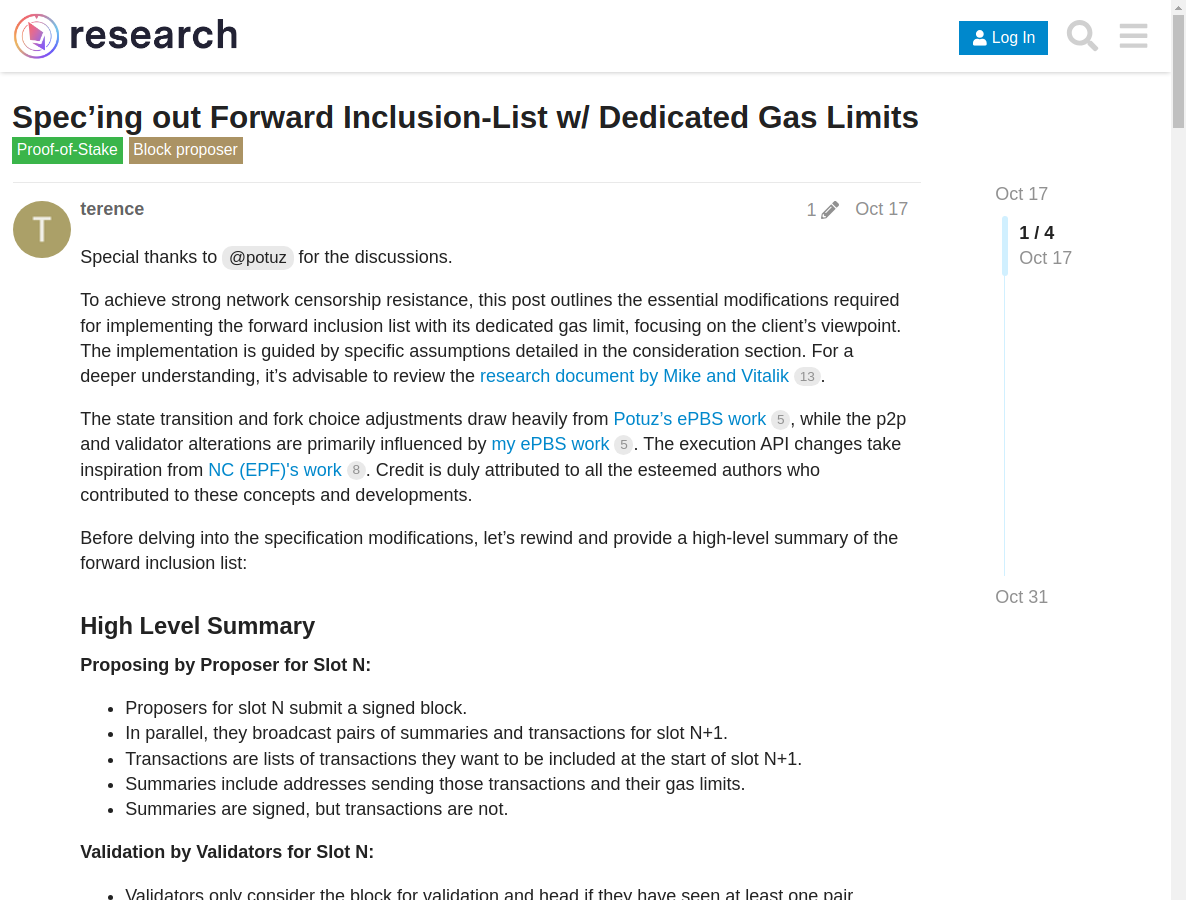 research
Log In
Spec’ing out Forward Inclusion-List w/ Dedicated Gas Limits
Proof-of-Stake Block proposer
T
terence
1 Oct 17
Special thanks to @potuz for the discussions.
To achieve strong network censorship resistance, this post outlines the essential modifications required
for implementing the forward inclusion list with its dedicated gas limit, focusing on the client’s viewpoint.
The implementation is guided by specific assumptions detailed in the consideration section. For a
deeper understanding, it’s advisable to review the research document by Mike and Vitalik 13.
The state transition and fork choice adjustments draw heavily from Potuz’s ePBS work 5, while the p2p
and validator alterations are primarily influenced by my ePBS work 5. The execution API changes take
inspiration from NC (EPF)'s work 8. Credit is duly attributed to all the esteemed authors who
contributed to these concepts and developments.
Before delving into the specification modifications, let’s rewind and provide a high-level summary of the
forward inclusion list:
High Level Summary
Proposing by Proposer for Slot N:
• Proposers for slot N submit a signed block.
• In parallel, they broadcast pairs of summaries and transactions for slot N+1.
• Transactions are lists of transactions they want to be included at the start of slot N+1.
• Summaries include addresses sending those transactions and their gas limits.
• Summaries are signed, but transactions are not.
Validation by Validators for Slot N:
• Validators only consider the block for validation and head if they have seen at least one pair
Oct 17
1 / 4
Oct 17
Oct 31